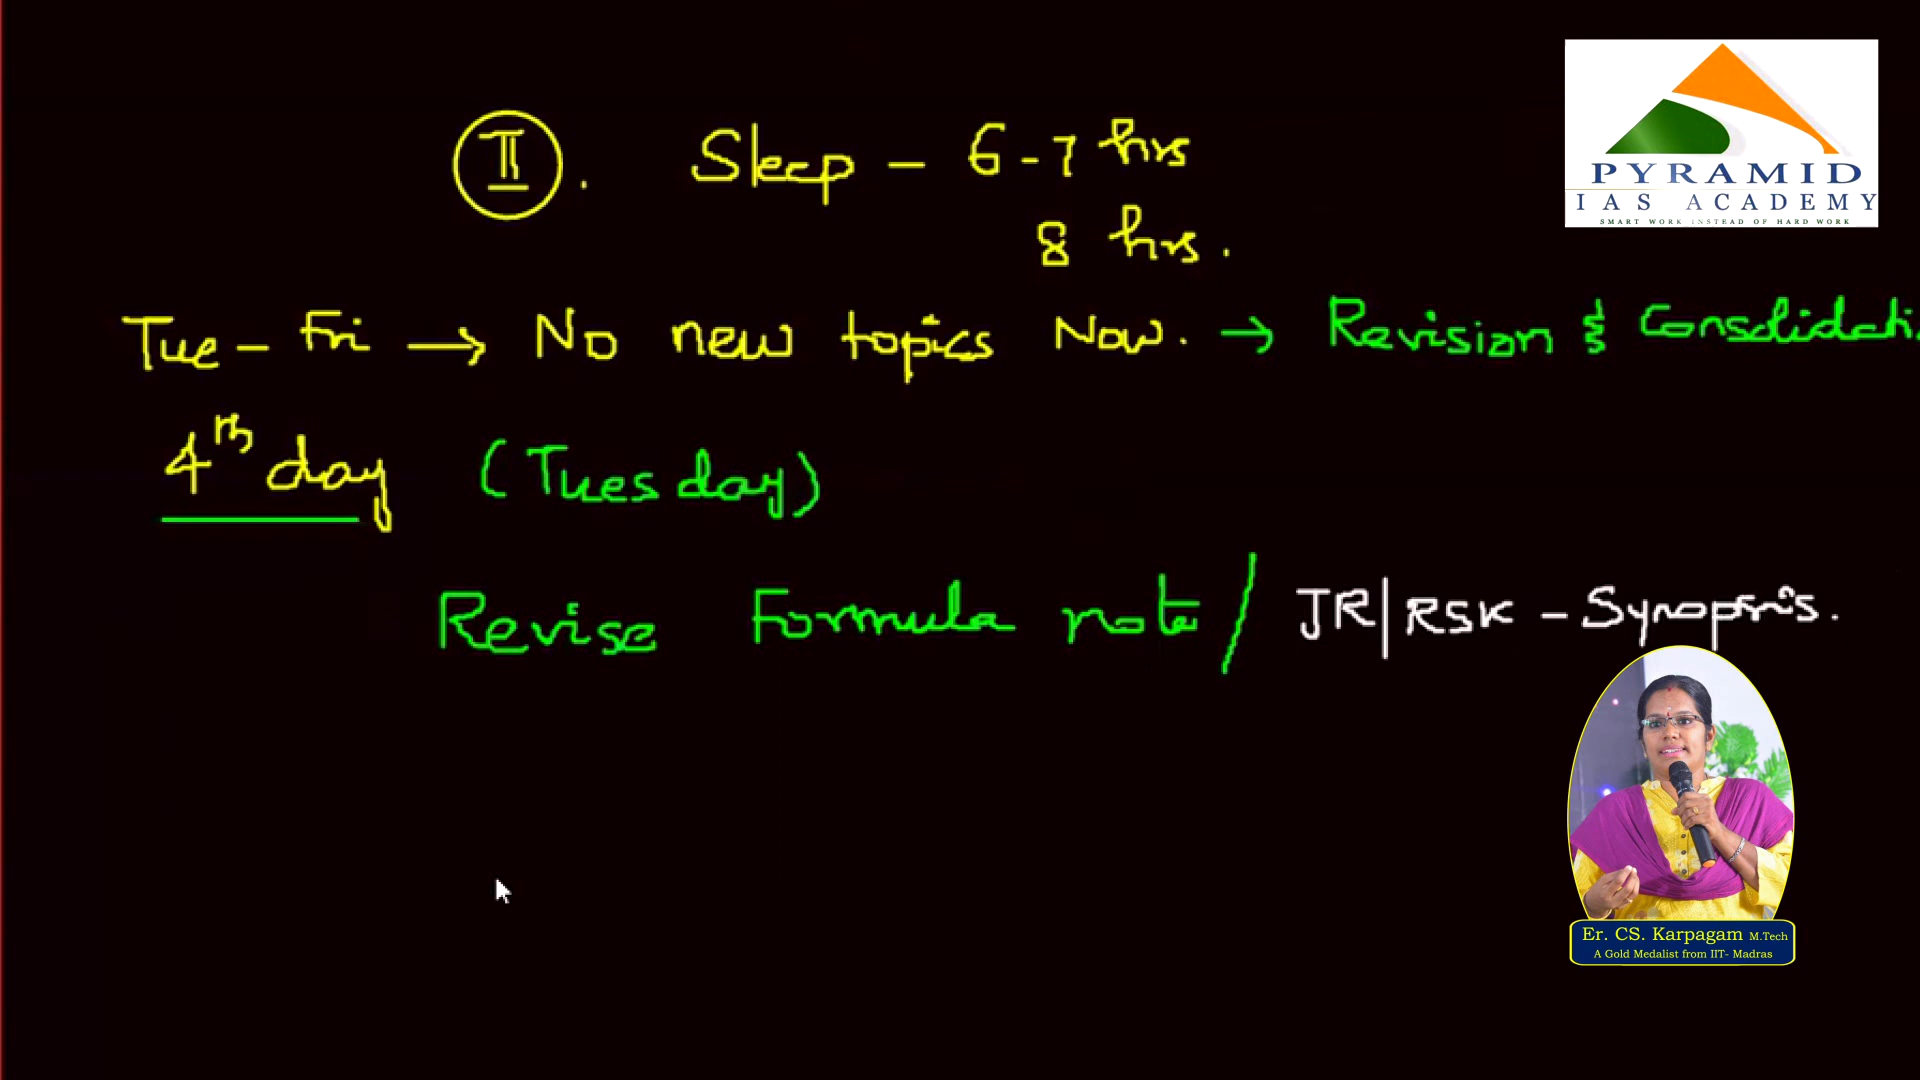 II. Sleep - 6-7 hrs
8 hrs.
Tue - Fri → No new topics Now. → Revision & Consolidati
4th day (Tuesday)
Revise Formula note / JR|RSK - Synopsis.
PYRAMID
IAS ACADEMY
SMART WORK INSTEAD OF HARD WORK
Er. CS. Karpagam M.Tech
A Gold Medalist from IIT- Madras